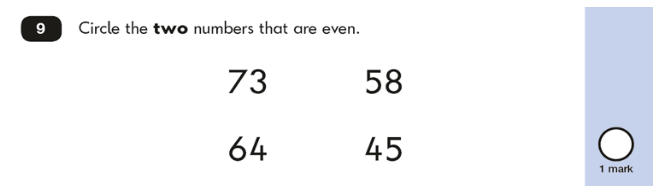 9 Circle the two numbers that are even.
73 58
64 45
1 mark